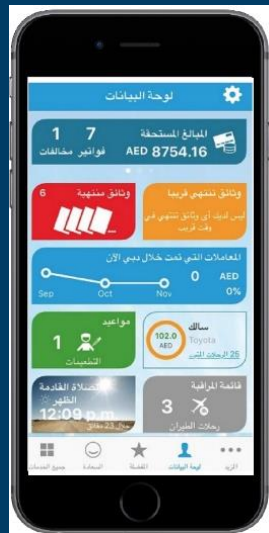 لوحة البيانات
المبالغ المستحقة
AED 8754.16
7
فواتير
1
مخالفات
وثائق تنتهي قريبا
ليس لديك أي وثائق تنتهي في
وقت قريب
وثائق منتهية
6
المعاملات التي تمت خلال دبي الآن
0 AED
0%
Sep Oct Nov
سالك
Toyota
102.0
AED
مواعيد
1
التطعيمات
قائمة المراقبة
3
رحلات الطيران
الصلاة القادمة
الظهر
12:09 p.m.
خلال 23 دقائق
المزيد
لوحة البيانات
المفضلة
السعادة
جميع الخدمات